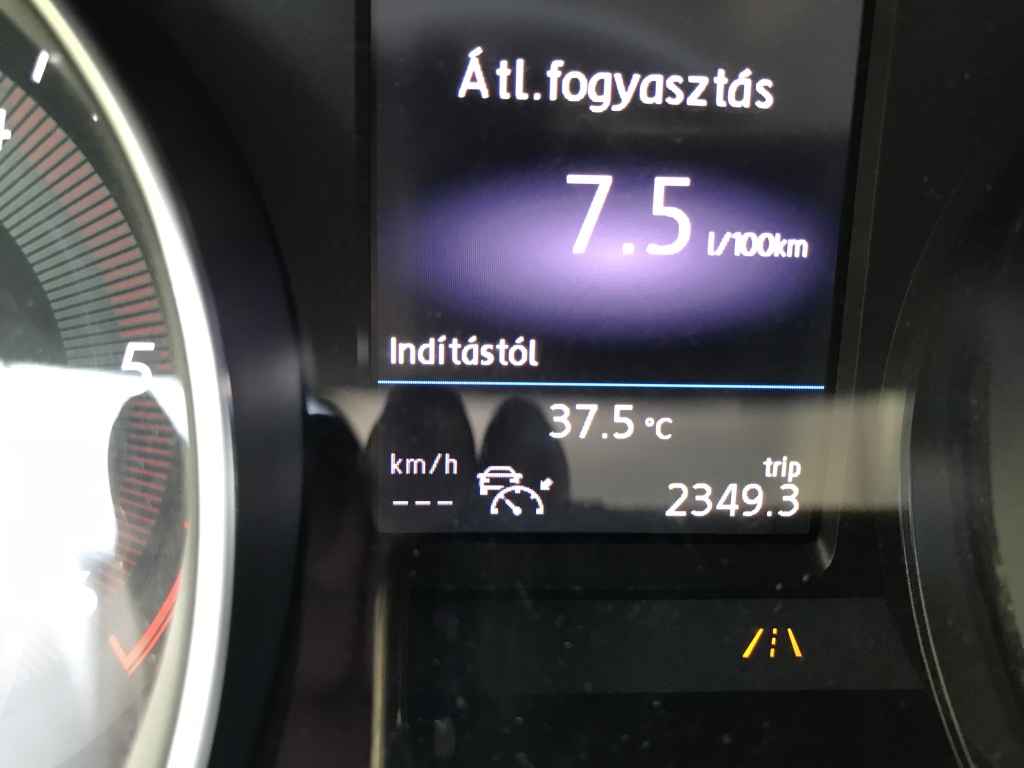 Átl.fogyasztás
7.5 l/100km
Indítástól
37.5 °C
km/h
---
trip
2349.3
5